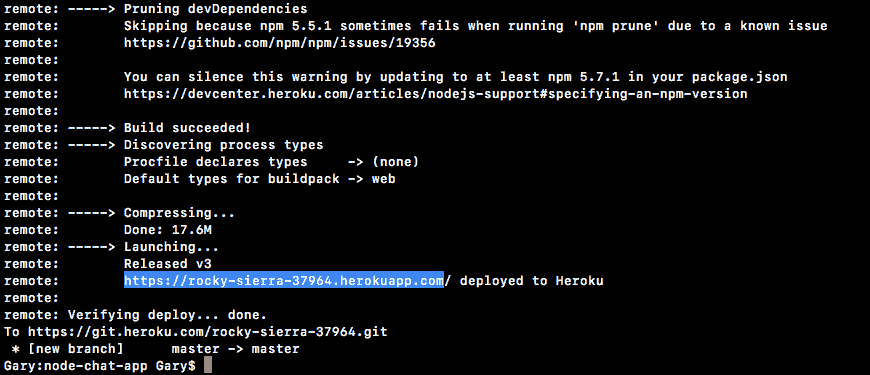 remote: -----> Pruning devDependencies
remote:        Skipping because npm 5.5.1 sometimes fails when running 'npm prune' due to a known issue
remote:        https://github.com/npm/npm/issues/19356
remote:
remote:        You can silence this warning by updating to at least npm 5.7.1 in your package.json
remote:        https://devcenter.heroku.com/articles/nodejs-support#specifying-an-npm-version
remote:
remote: -----> Build succeeded!
remote: -----> Discovering process types
remote:        Procfile declares types     -> (none)
remote:        Default types for buildpack -> web
remote:
remote: -----> Compressing...
remote:        Done: 17.6M
remote: -----> Launching...
remote:        Released v3
remote:        https://rocky-sierra-37964.herokuapp.com/ deployed to Heroku
remote:
remote: Verifying deploy... done.
To https://git.heroku.com/rocky-sierra-37964.git
 * [new branch]      master -> master
Gary:node-chat-app Gary$